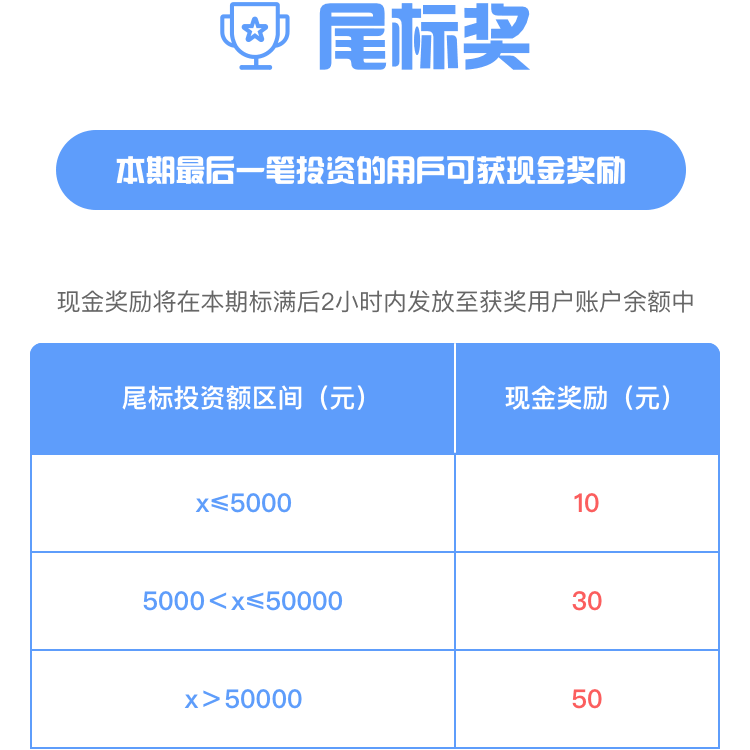 尾标奖
本期最后一笔投资的用戶可获现金奖励
现金奖励将在本期标满后2小时内发放至获奖用户账户余额中
尾标投资额区间（元） 现金奖励（元）
x≤5000 10
5000＜x≤50000 30
x＞50000 50